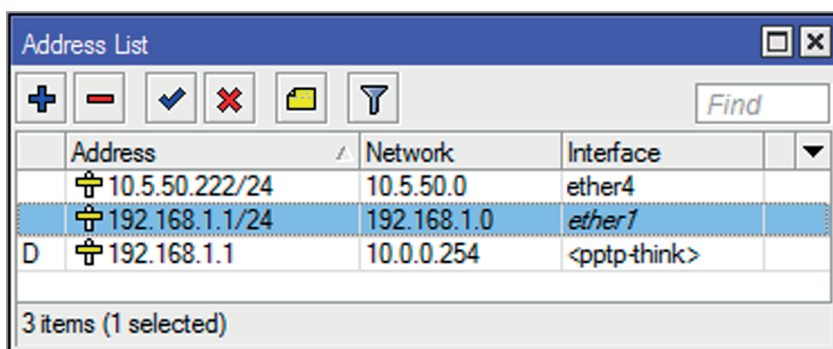 Address List
Find
Address Network Interface
10.5.50.222/24 10.5.50.0 ether4
192.168.1.1/24 192.168.1.0 ether1
D 192.168.1.1 10.0.0.254 <pptp-think>
3 items (1 selected)